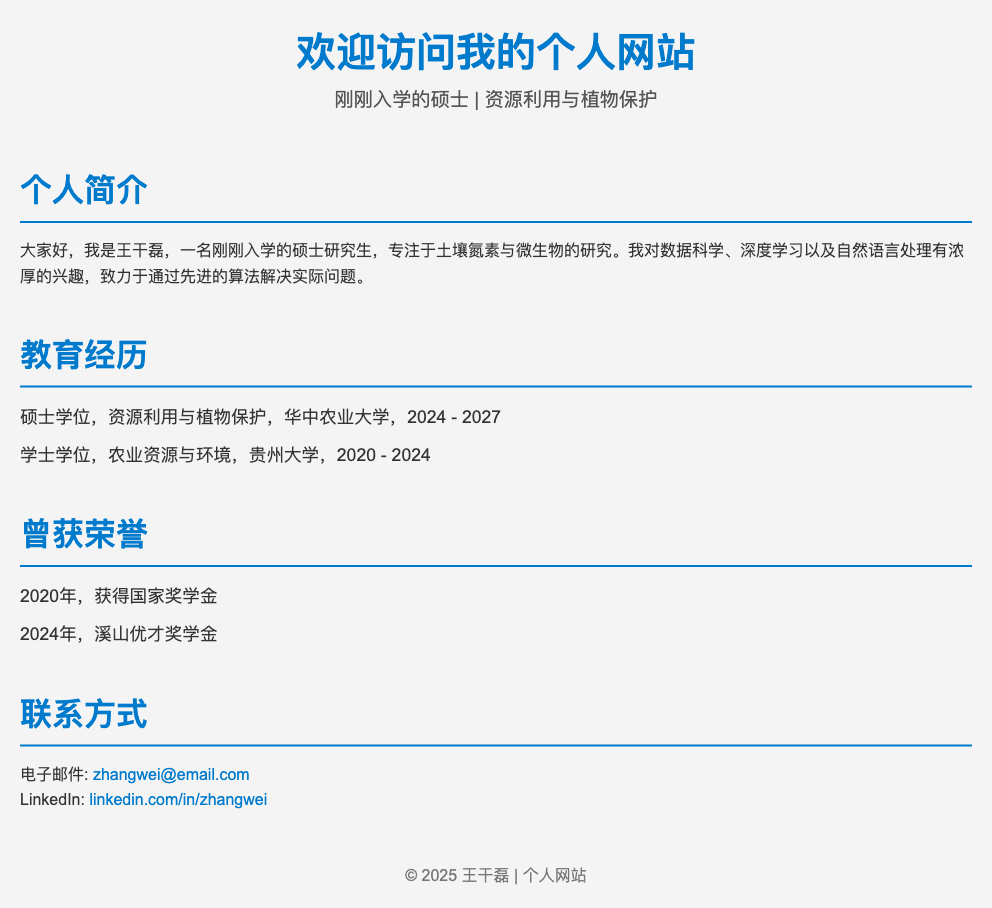 欢迎访问我的个人网站
刚刚入学的硕士 | 资源利用与植物保护
个人简介
大家好，我是王干磊，一名刚刚入学的硕士研究生，专注于土壤氮素与微生物的研究。我对数据科学、深度学习以及自然语言处理有浓
厚的兴趣，致力于通过先进的算法解决实际问题。
教育经历
硕士学位，资源利用与植物保护，华中农业大学，2024 - 2027
学士学位，农业资源与环境，贵州大学，2020 - 2024
曾获荣誉
2020年，获得国家奖学金
2024年，溪山优才奖学金
联系方式
电子邮件: zhangwei@email.com
LinkedIn: linkedin.com/in/zhangwei
© 2025 王干磊 | 个人网站